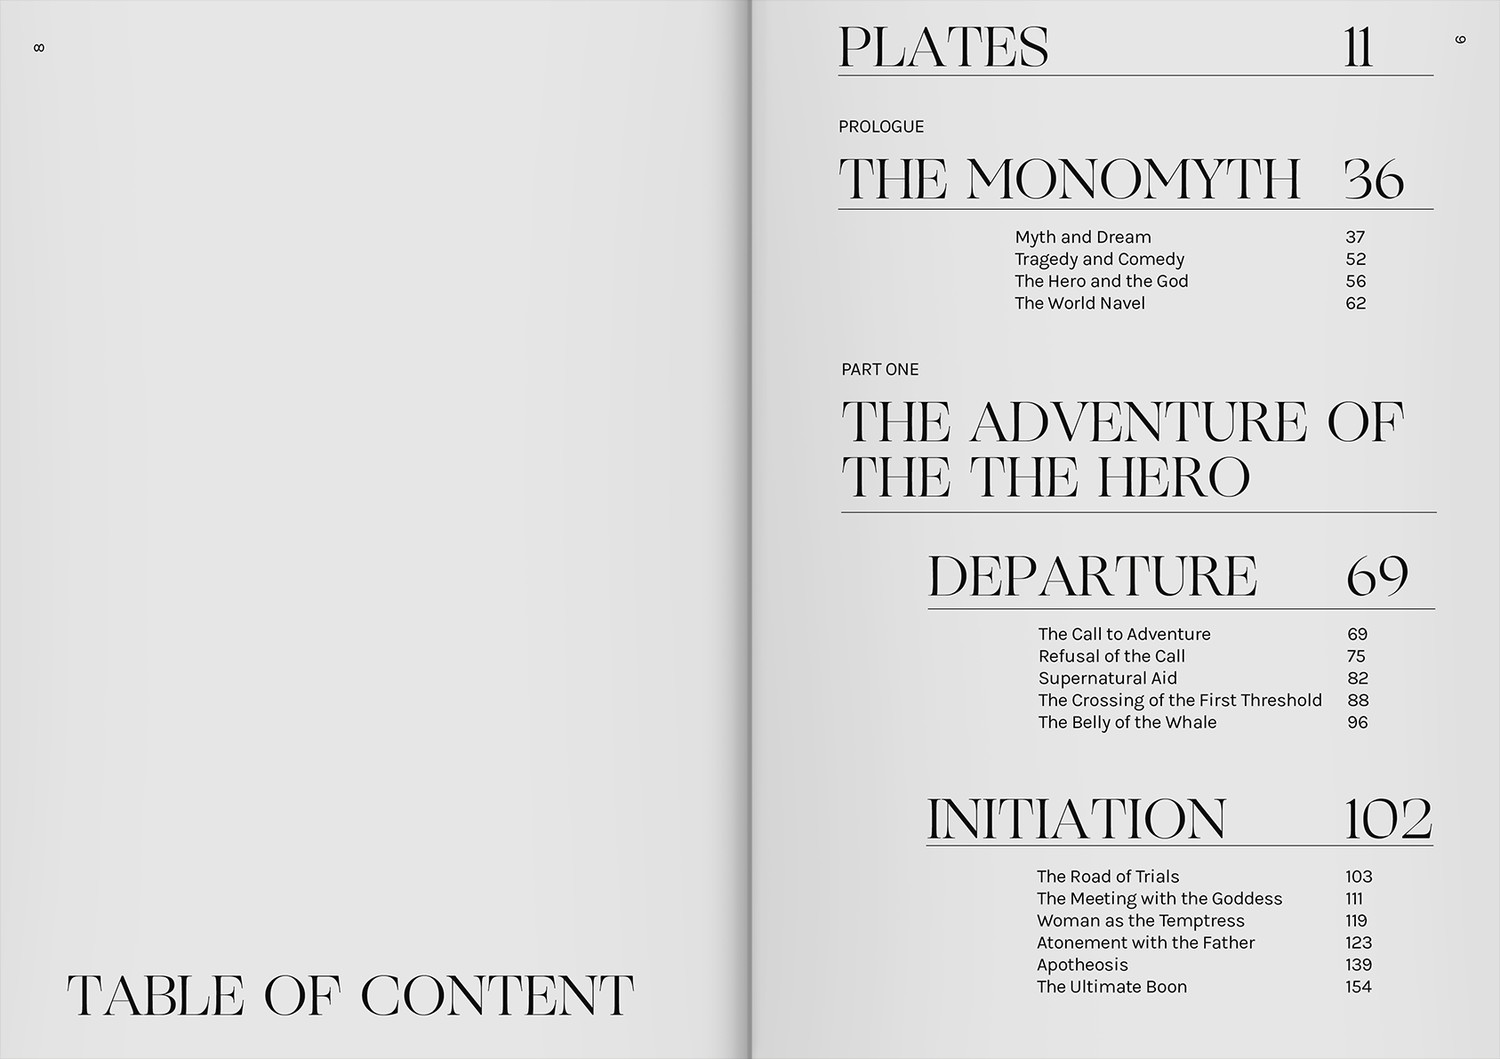 8
TABLE OF CONTENT
9
PLATES 11
PROLOGUE
THE MONOMYTH 36
Myth and Dream 37
Tragedy and Comedy 52
The Hero and the God 56
The World Navel 62
PART ONE
THE ADVENTURE OF
THE THE HERO
DEPARTURE 69
The Call to Adventure 69
Refusal of the Call 75
Supernatural Aid 82
The Crossing of the First Threshold 88
The Belly of the Whale 96
INITIATION 102
The Road of Trials 103
The Meeting with the Goddess 111
Woman as the Temptress 119
Atonement with the Father 123
Apotheosis 139
The Ultimate Boon 154